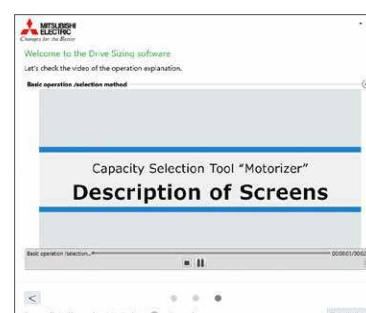 MITSUBISHI
ELECTRIC
Changes for the Better
Welcome to the Drive Sizing software
Let's check the video of the operation explanation.
Basic operation /selection method
Capacity Selection Tool "Motorizer"
Description of Screens
Basic operation /selection...
<